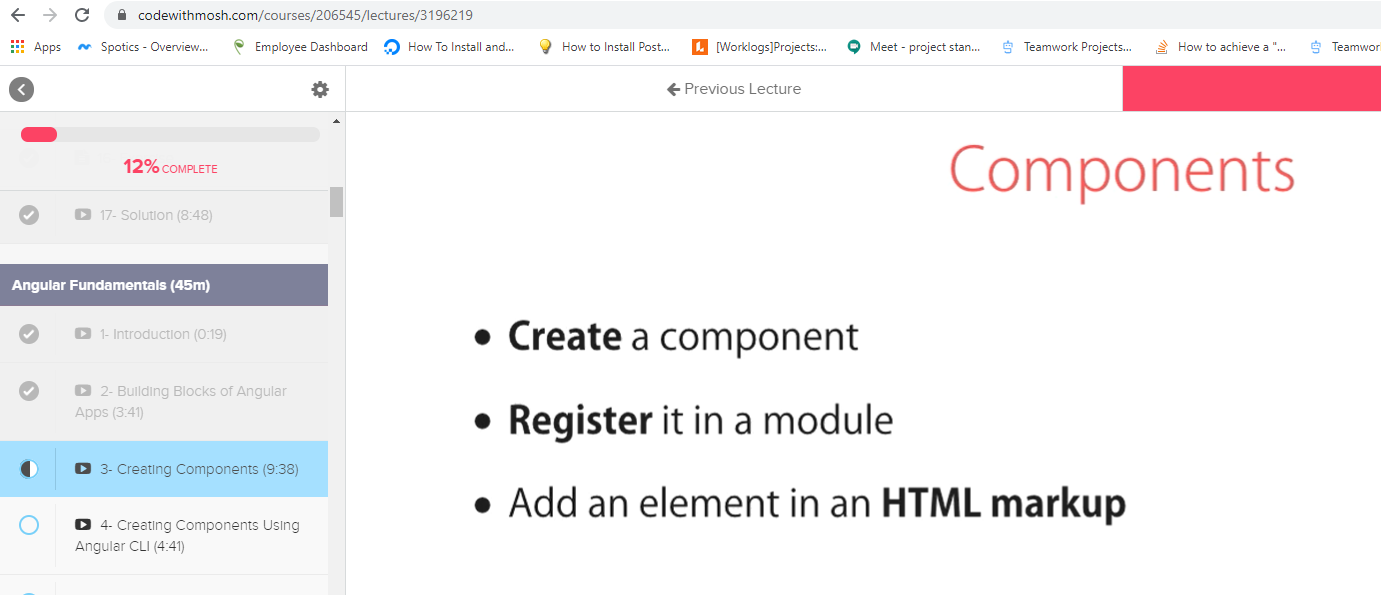 codewithmosh.com/courses/206545/lectures/3196219
Apps Spotics - Overview... Employee Dashboard How To Install and... How to Install Post... [Worklogs]Projects:... Meet - project stan... Teamwork Projects... How to achieve a "... Teamwor
Previous Lecture
12% COMPLETE
17- Solution (8:48)
Angular Fundamentals (45m)
1- Introduction (0:19)
2- Building Blocks of Angular
Apps (3:41)
3- Creating Components (9:38)
4- Creating Components Using
Angular CLI (4:41)
Components
• Create a component
• Register it in a module
• Add an element in an HTML markup